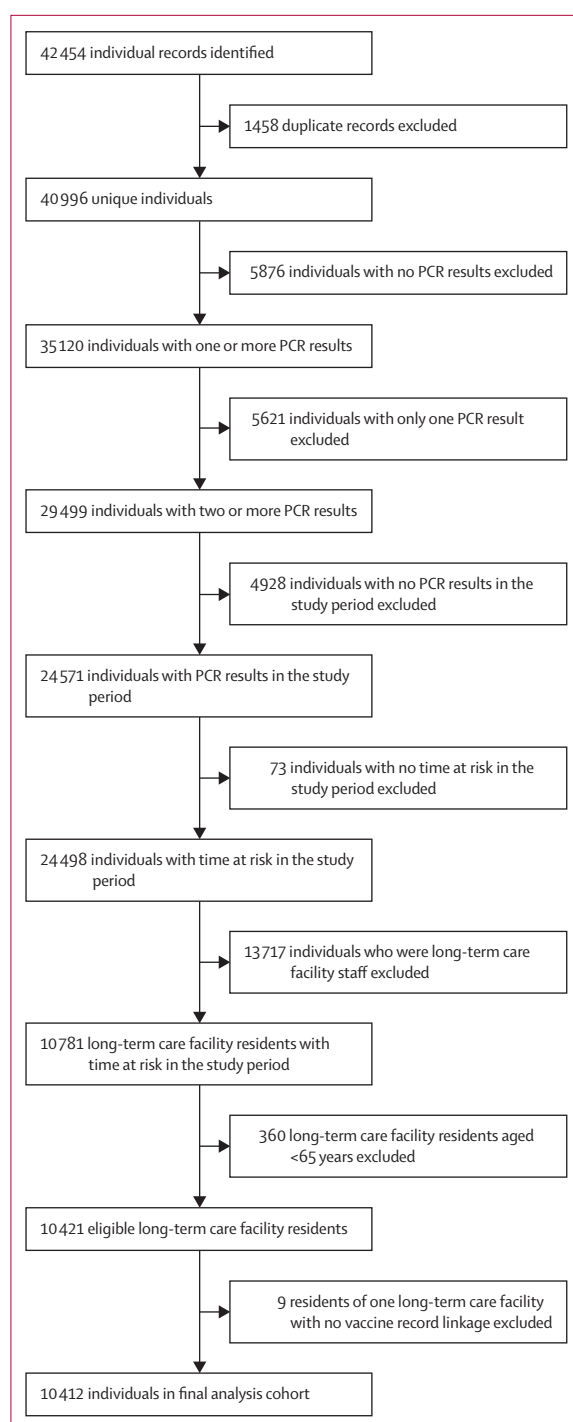 42 454 individual records identified
1458 duplicate records excluded
40 996 unique individuals
5876 individuals with no PCR results excluded
35 120 individuals with one or more PCR results
5621 individuals with only one PCR result
excluded
29 499 individuals with two or more PCR results
4928 individuals with no PCR results in the
study period excluded
24 571 individuals with PCR results in the study
period
73 individuals with no time at risk in the
study period excluded
24 498 individuals with time at risk in the study
period
13 717 individuals who were long-term care
facility staff excluded
10 781 long-term care facility residents with
time at risk in the study period
360 long-term care facility residents aged
<65 years excluded
10 421 eligible long-term care facility residents
9 residents of one long-term care facility
with no vaccine record linkage excluded
10 412 individuals in final analysis cohort